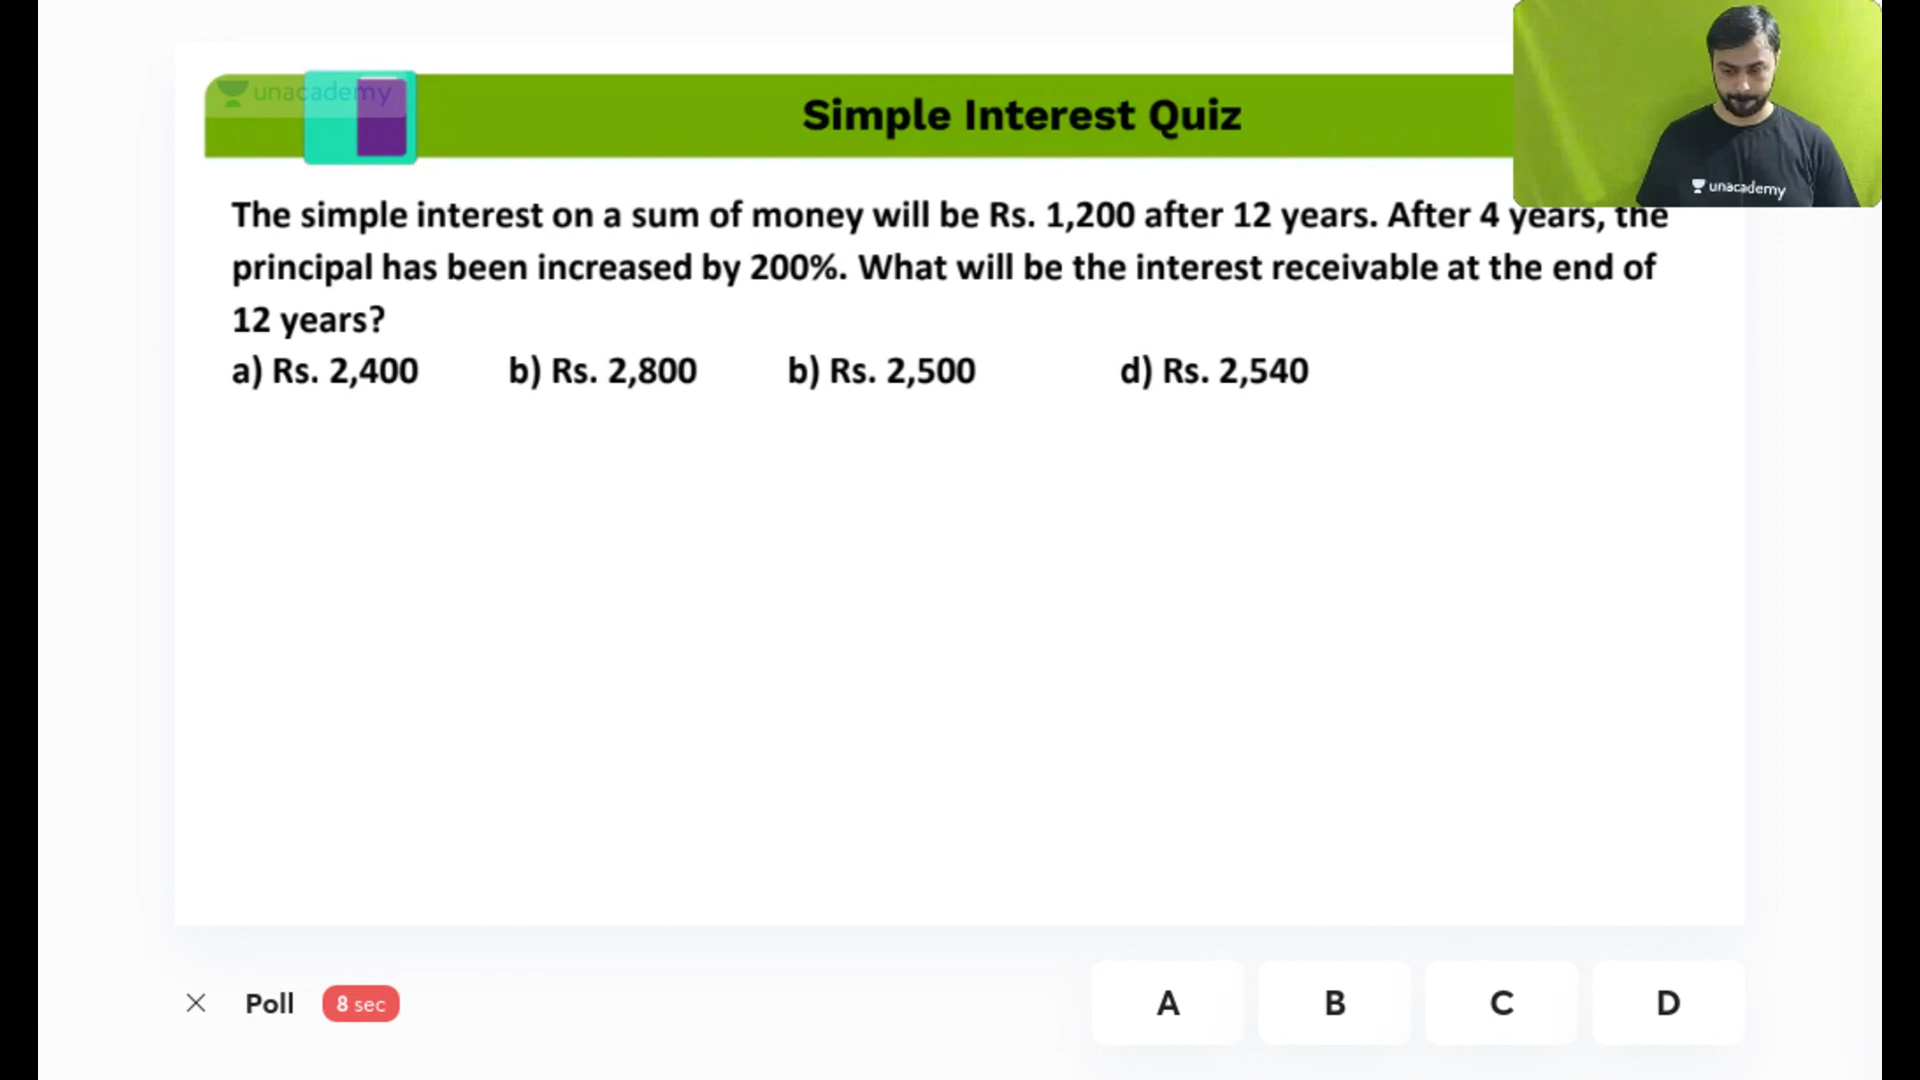 unacademy
Simple Interest Quiz
unacademy
The simple interest on a sum of money will be Rs. 1,200 after 12 years. After 4 years, the
principal has been increased by 200%. What will be the interest receivable at the end of
12 years?
a) Rs. 2,400 b) Rs. 2,800 b) Rs. 2,500 d) Rs. 2,540
Poll 8 sec A B C D